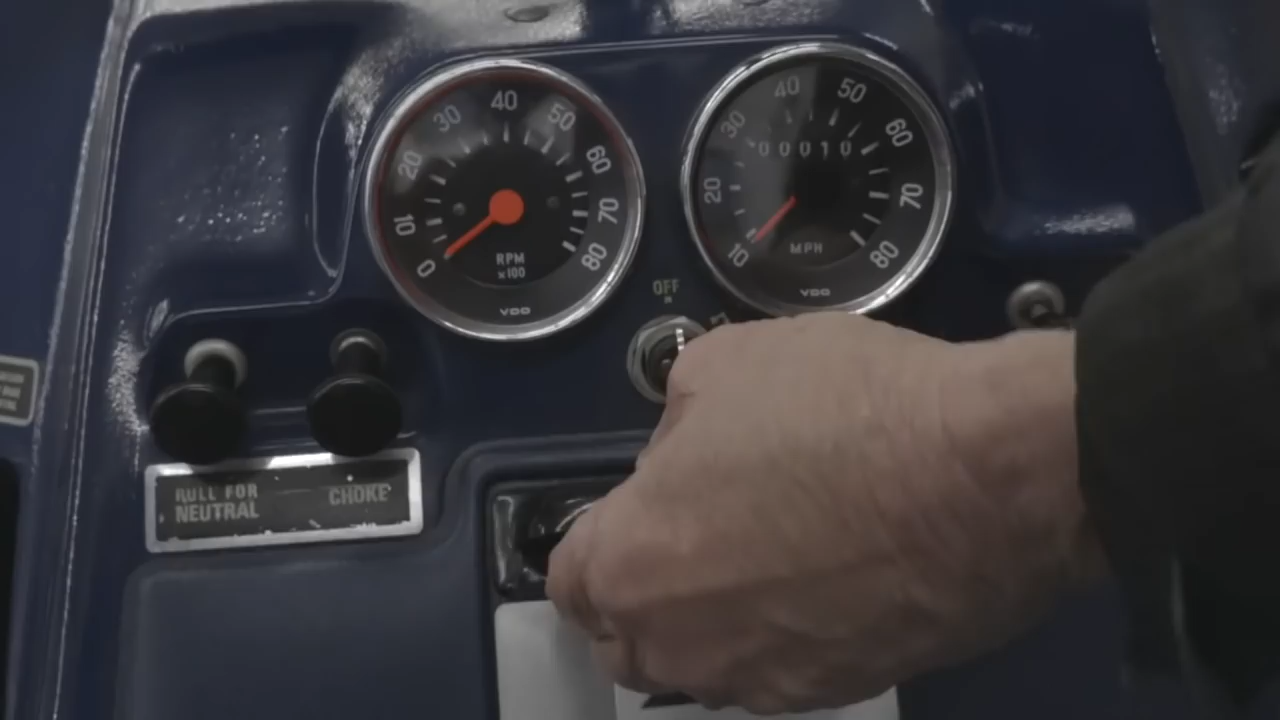 0 10 20 30 40 50 60 70 80
RPM
x100
VDO
10 20 30 40 50 60 70 80
00010
MPH
VDO
OFF
PULL FOR
NEUTRAL
CHOKE